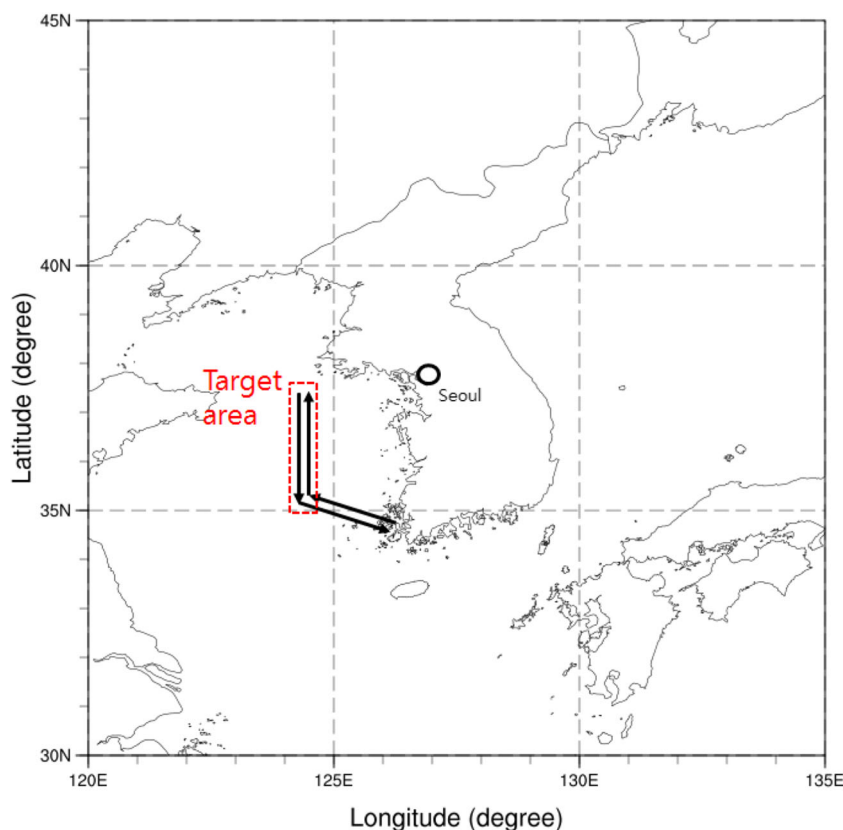 45N
40N
Target
area
Seoul
35N
30N
120E
125E
130E
135E
Latitude (degree)
Longitude (degree)